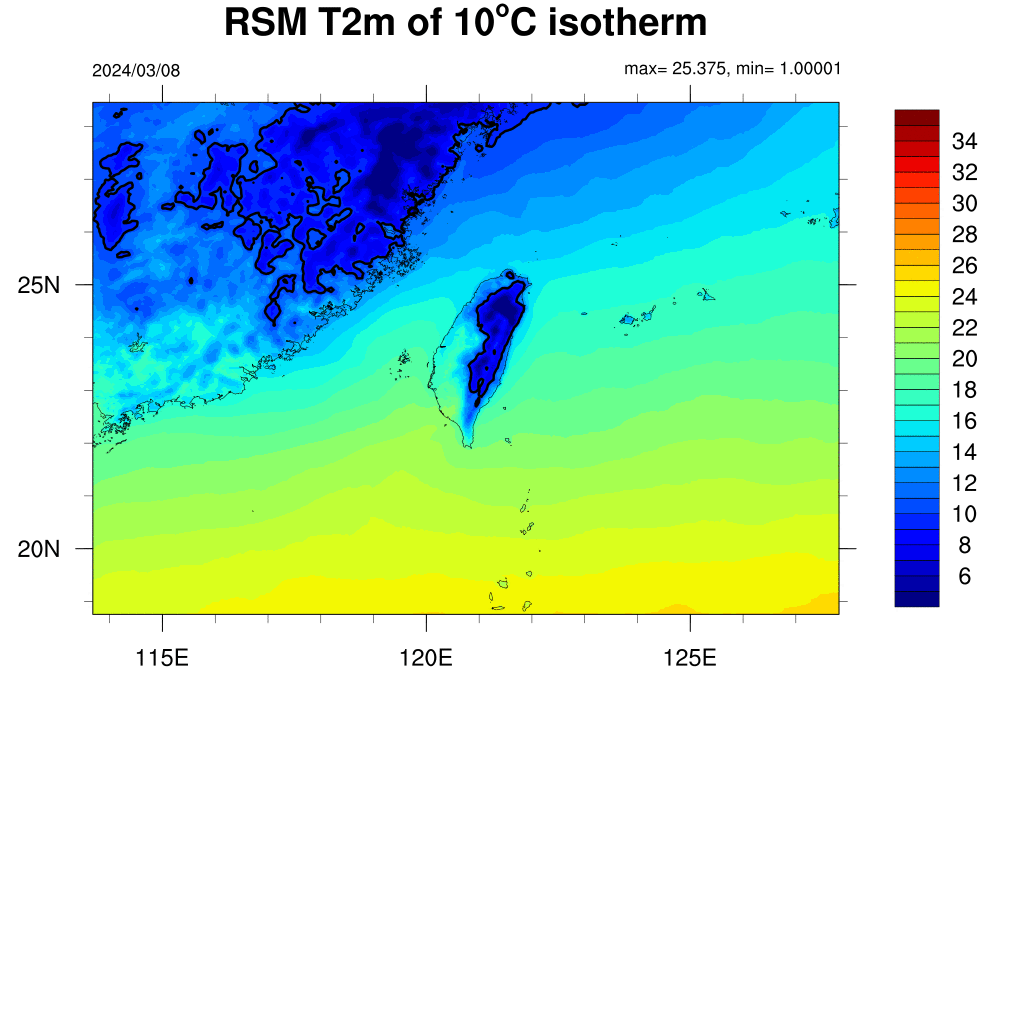 RSM T2m of 10°C isotherm
2024/03/08
max= 25.375, min= 1.00001
25N
20N
115E
120E
125E
34
32
30
28
26
24
22
20
18
16
14
12
10
8
6